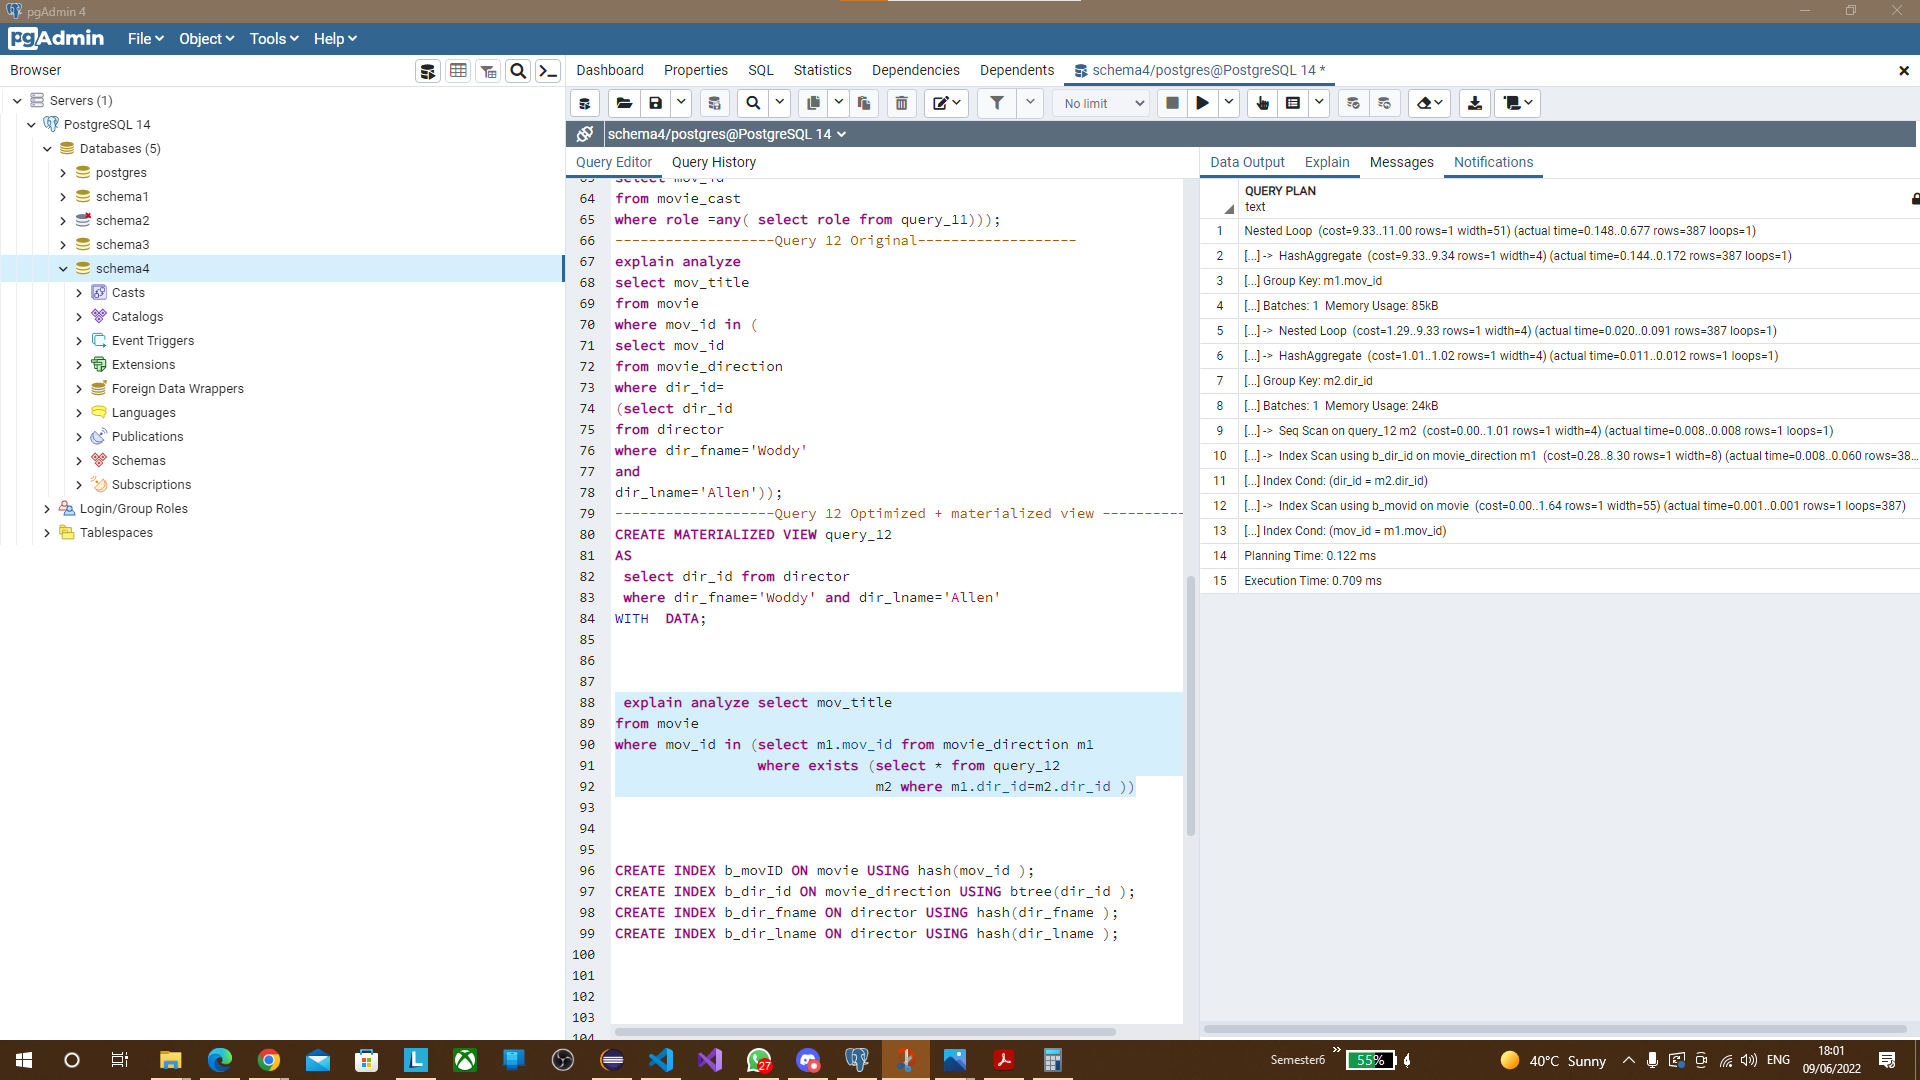 pgAdmin 4
pgAdmin
File
Object
Tools
Help
Browser
Dashboard
Properties
SQL
Statistics
Dependencies
Dependents
schema4/postgres@PostgreSQL 14 *
No limit
schema4/postgres@PostgreSQL 14
Servers (1)
PostgreSQL 14
Databases (5)
postgres
schema1
schema2
schema3
schema4
Casts
Catalogs
Event Triggers
Extensions
Foreign Data Wrappers
Languages
Publications
Schemas
Subscriptions
Login/Group Roles
Tablespaces
Query Editor
Query History
63 select mov_id
64 from movie_cast
65 where role =any( select role from query_11)));
66 -------------------Query 12 Original-------------------
67 explain analyze
68 select mov_title
69 from movie
70 where mov_id in (
71 select mov_id
72 from movie_direction
73 where dir_id=
74 (select dir_id
75 from director
76 where dir_fname='Woddy'
77 and
78 dir_lname='Allen'));
79 -------------------Query 12 Optimized + materialized view ----------
80 CREATE MATERIALIZED VIEW query_12
81 AS
82 select dir_id from director
83 where dir_fname='Woddy' and dir_lname='Allen'
84 WITH DATA;
85
86
87
88 explain analyze select mov_title
89 from movie
90 where mov_id in (select m1.mov_id from movie_direction m1
91 where exists (select * from query_12
92 m2 where m1.dir_id=m2.dir_id ))
93
94
95
96 CREATE INDEX b_movID ON movie USING hash(mov_id );
97 CREATE INDEX b_dir_id ON movie_direction USING btree(dir_id );
98 CREATE INDEX b_dir_fname ON director USING hash(dir_fname );
99 CREATE INDEX b_dir_lname ON director USING hash(dir_lname );
100
101
102
103
104
Data Output
Explain
Messages
Notifications
QUERY PLAN
text
1 Nested Loop (cost=9.33..11.00 rows=1 width=51) (actual time=0.148..0.677 rows=387 loops=1)
2 [...] -> HashAggregate (cost=9.33..9.34 rows=1 width=4) (actual time=0.144..0.172 rows=387 loops=1)
3 [...] Group Key: m1.mov_id
4 [...] Batches: 1 Memory Usage: 85kB
5 [...] -> Nested Loop (cost=1.29..9.33 rows=1 width=4) (actual time=0.020..0.091 rows=387 loops=1)
6 [...] -> HashAggregate (cost=1.01..1.02 rows=1 width=4) (actual time=0.011..0.012 rows=1 loops=1)
7 [...] Group Key: m2.dir_id
8 [...] Batches: 1 Memory Usage: 24kB
9 [...] -> Seq Scan on query_12 m2 (cost=0.00..1.01 rows=1 width=4) (actual time=0.008..0.008 rows=1 loops=1)
10 [...] -> Index Scan using b_dir_id on movie_direction m1 (cost=0.28..8.30 rows=1 width=8) (actual time=0.008..0.060 rows=38...
11 [...] Index Cond: (dir_id = m2.dir_id)
12 [...] -> Index Scan using b_movid on movie (cost=0.00..1.64 rows=1 width=55) (actual time=0.001..0.001 rows=1 loops=387)
13 [...] Index Cond: (mov_id = m1.mov_id)
14 Planning Time: 0.122 ms
15 Execution Time: 0.709 ms
L
27
Semester6
55%
40°C Sunny
ENG
18:01
09/06/2022